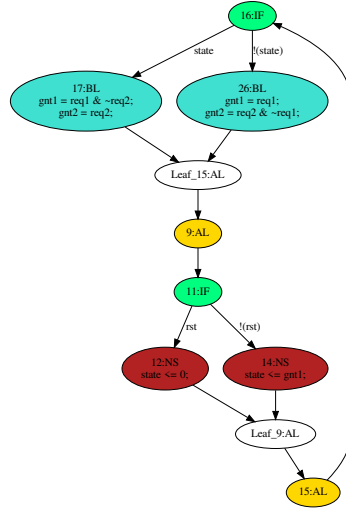 16:IF
state
!(state)
17:BL
gnt1 = req1 & ~req2;
gnt2 = req2;
26:BL
gnt1 = req1;
gnt2 = req2 & ~req1;
Leaf_15:AL
9:AL
11:IF
rst
!(rst)
12:NS
state <= 0;
14:NS
state <= gnt1;
Leaf_9:AL
15:AL